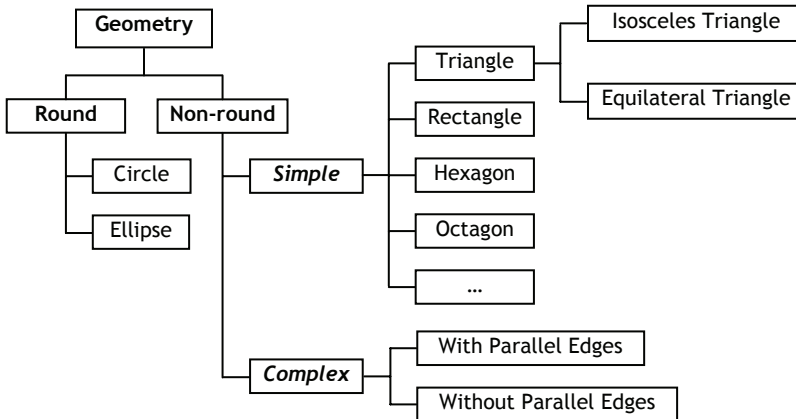 Geometry
Round
Non-round
Circle
Ellipse
Simple
Triangle
Isosceles Triangle
Equilateral Triangle
Rectangle
Hexagon
Octagon
...
Complex
With Parallel Edges
Without Parallel Edges